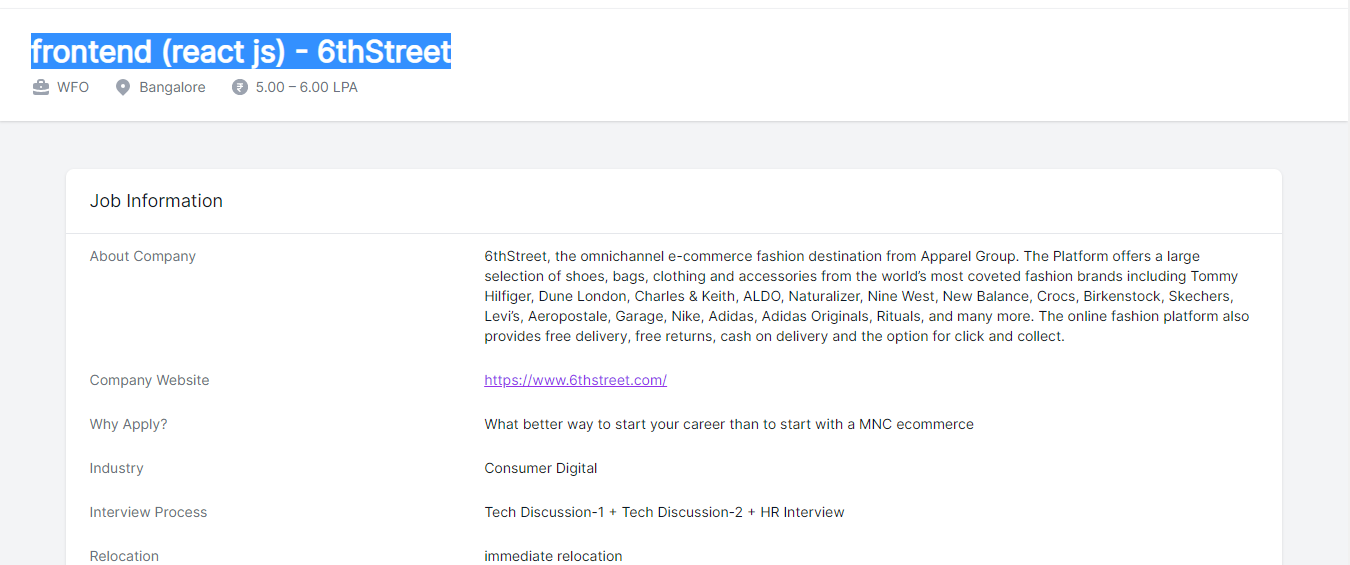 frontend (react js) - 6thStreet
WFO Bangalore 5.00 – 6.00 LPA
Job Information
About Company
6thStreet, the omnichannel e-commerce fashion destination from Apparel Group. The Platform offers a large
selection of shoes, bags, clothing and accessories from the world’s most coveted fashion brands including Tommy
Hilfiger, Dune London, Charles & Keith, ALDO, Naturalizer, Nine West, New Balance, Crocs, Birkenstock, Skechers,
Levi’s, Aeropostale, Garage, Nike, Adidas, Adidas Originals, Rituals, and many more. The online fashion platform also
provides free delivery, free returns, cash on delivery and the option for click and collect.
Company Website https://www.6thstreet.com/
Why Apply? What better way to start your career than to start with a MNC ecommerce
Industry Consumer Digital
Interview Process Tech Discussion-1 + Tech Discussion-2 + HR Interview
Relocation immediate relocation